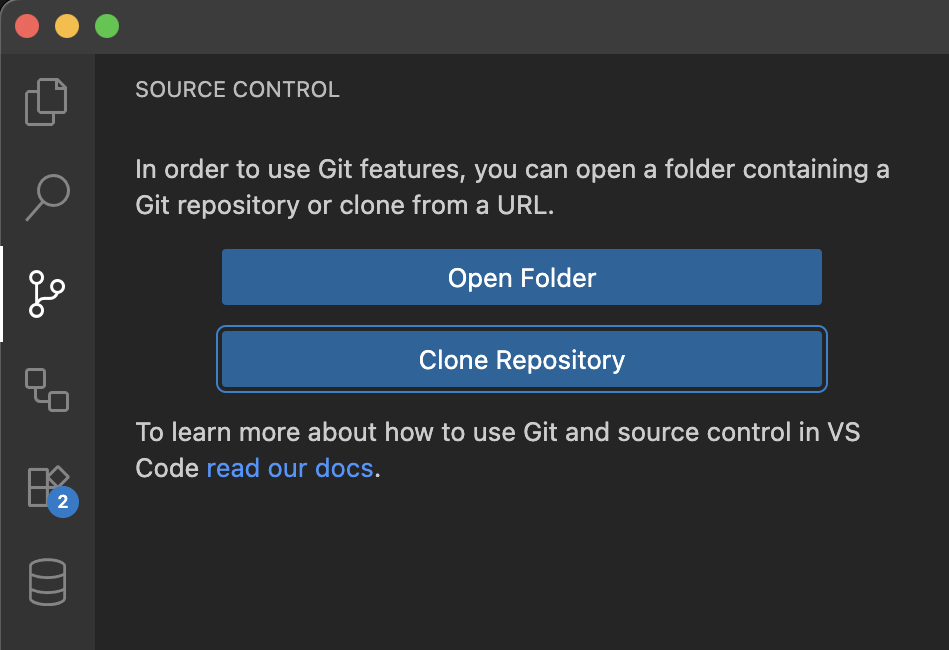 SOURCE CONTROL
In order to use Git features, you can open a folder containing a
Git repository or clone from a URL.
Open Folder
Clone Repository
To learn more about how to use Git and source control in VS
Code read our docs.
2